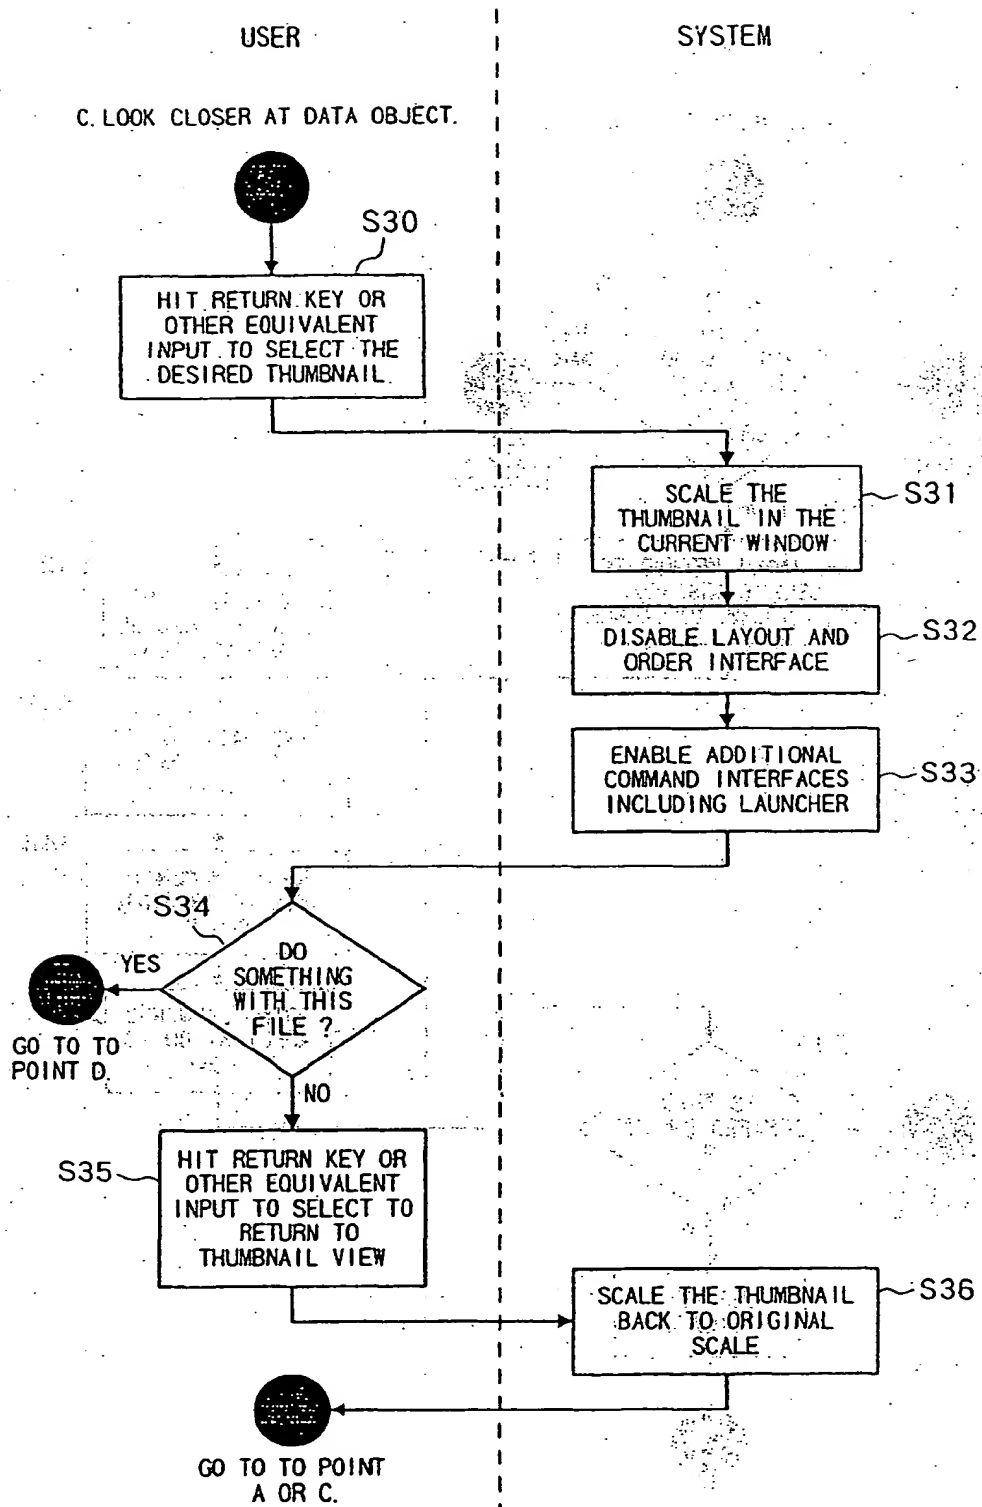 USER
SYSTEM
C. LOOK CLOSER AT DATA OBJECT.
S30
HIT RETURN KEY OR
OTHER EQUIVALENT
INPUT TO SELECT THE
DESIRED THUMBNAIL.
SCALE THE
THUMBNAIL IN THE
CURRENT WINDOW
S31
DISABLE LAYOUT AND
ORDER INTERFACE
S32
ENABLE ADDITIONAL
COMMAND INTERFACES
INCLUDING LAUNCHER
S33
S34
DO
SOMETHING
WITH THIS
FILE ?
YES
GO TO TO
POINT D.
NO
S35
HIT RETURN KEY OR
OTHER EQUIVALENT
INPUT TO SELECT TO
RETURN TO
THUMBNAIL VIEW
SCALE THE THUMBNAIL
BACK TO ORIGINAL
SCALE
S36
GO TO TO POINT
A OR C.